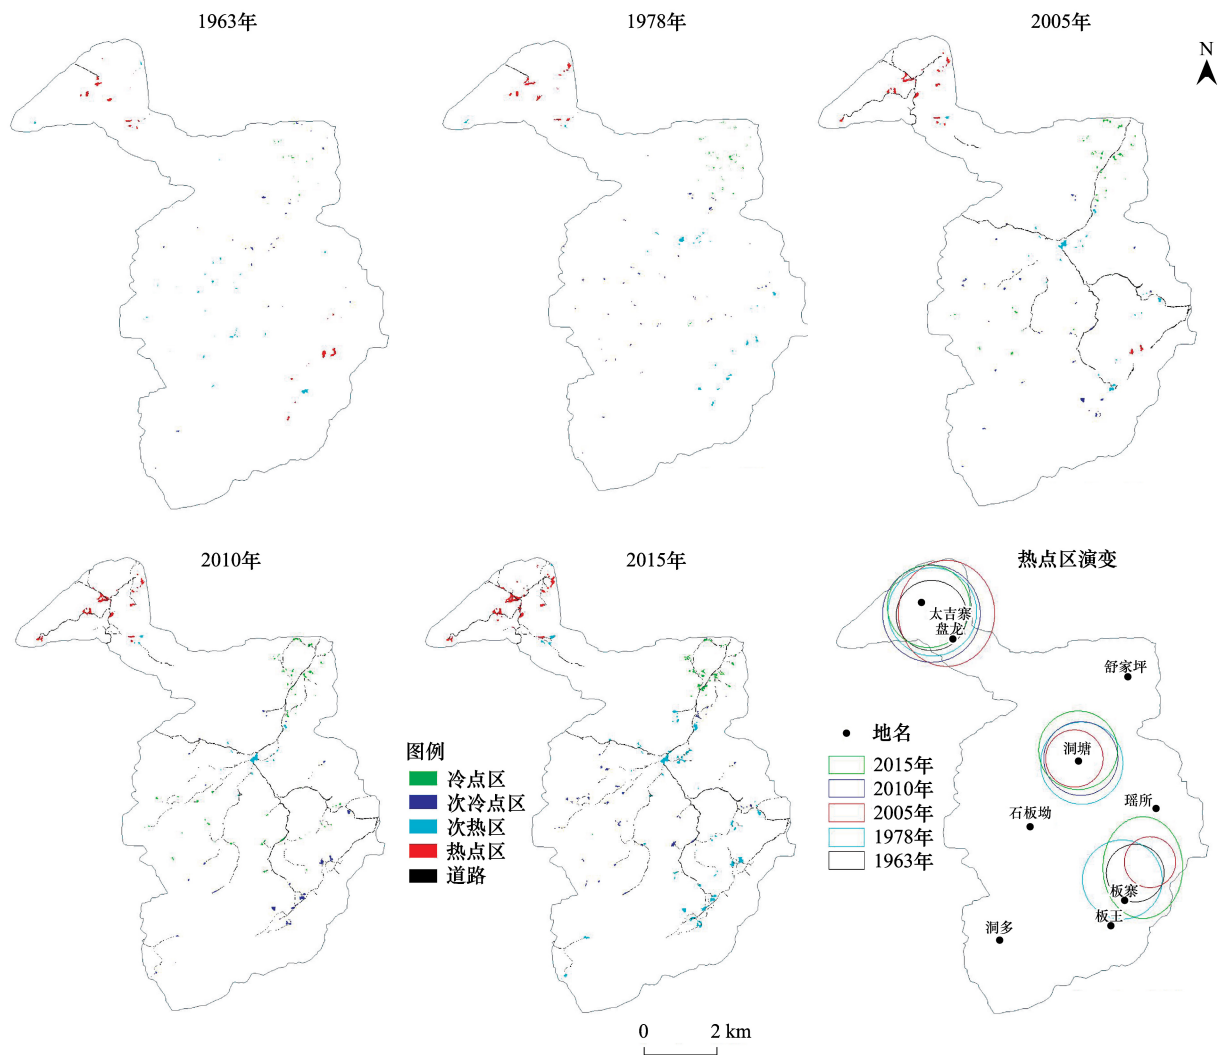 1963年
1978年
2005年
N
2010年
2015年
热点区演变
图例
冷点区
次冷点区
次热区
热点区
道路
太吉寨
盘龙
舒家坪
洞塘
瑶所
石板坳
板寨
板王
洞多
地名
2015年
2010年
2005年
1978年
1963年
0 2 km